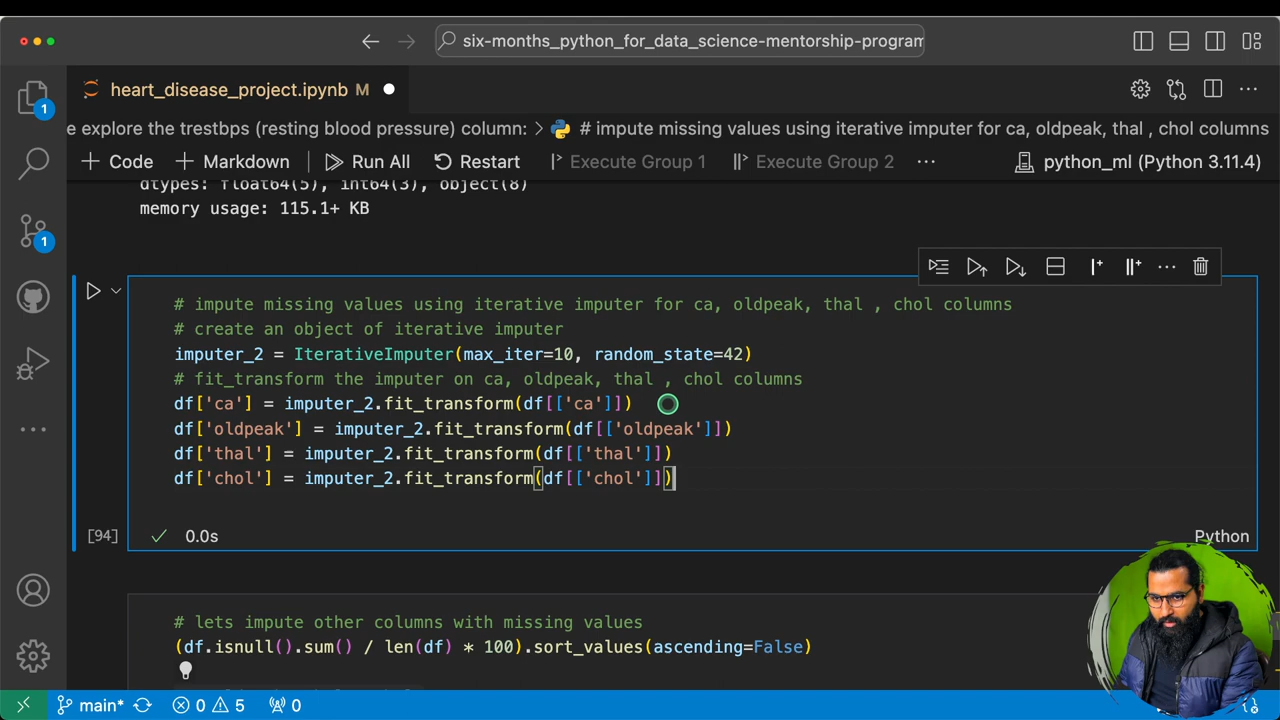 six-months_python_for_data_science-mentorship-program
heart_disease_project.ipynb M
1
e explore the trestbps (resting blood pressure) column: > # impute missing values using iterative imputer for ca, oldpeak, thal , chol columns
+ Code + Markdown Run All Restart Execute Group 1 Execute Group 2 ... python_ml (Python 3.11.4)
dtypes: float64(5), int64(3), object(8)
memory usage: 115.1+ KB
1
# impute missing values using iterative imputer for ca, oldpeak, thal , chol columns
# create an object of iterative imputer
imputer_2 = IterativeImputer(max_iter=10, random_state=42)
# fit_transform the imputer on ca, oldpeak, thal , chol columns
df['ca'] = imputer_2.fit_transform(df[['ca']])
df['oldpeak'] = imputer_2.fit_transform(df[['oldpeak']])
df['thal'] = imputer_2.fit_transform(df[['thal']])
df['chol'] = imputer_2.fit_transform(df[['chol']])
[94] 0.0s Python
# lets impute other columns with missing values
(df.isnull().sum() / len(df) * 100).sort_values(ascending=False)
main* 0 5 0